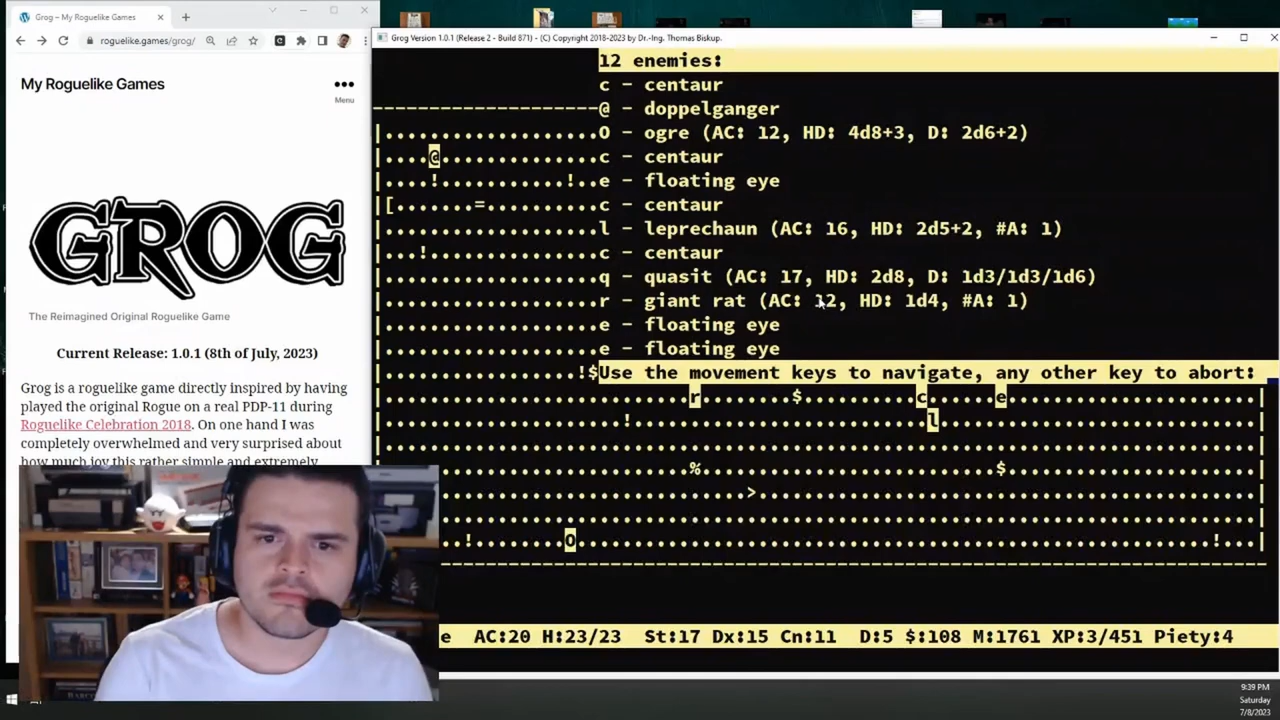 Grog – My Roguelike Games
roguelike.games/grog/
My Roguelike Games
Menu
GROG
The Reimagined Original Roguelike Game
Current Release: 1.0.1 (8th of July, 2023)
Grog is a roguelike game directly inspired by having
played the original Rogue on a real PDP-11 during
Roguelike Celebration 2018. On one hand I was
completely overwhelmed and very surprised about
how much joy this rather simple and extremely
Grog Version 1.0.1 (Release 2 - Build 871) - (C) Copyright 2018-2023 by Dr.-Ing. Thomas Biskup.
12 enemies:
c - centaur
@ - doppelganger
O - ogre (AC: 12, HD: 4d8+3, D: 2d6+2)
c - centaur
e - floating eye
c - centaur
l - leprechaun (AC: 16, HD: 2d5+2, #A: 1)
c - centaur
q - quasit (AC: 17, HD: 2d8, D: 1d3/1d3/1d6)
r - giant rat (AC: 12, HD: 1d4, #A: 1)
e - floating eye
e - floating eye
Use the movement keys to navigate, any other key to abort:
r $ c e
! l
% $
>
! O !
e AC:20 H:23/23 St:17 Dx:15 Cn:11 D:5 $:108 M:1761 XP:3/451 Piety:4
9:39 PM
Saturday
7/8/2023